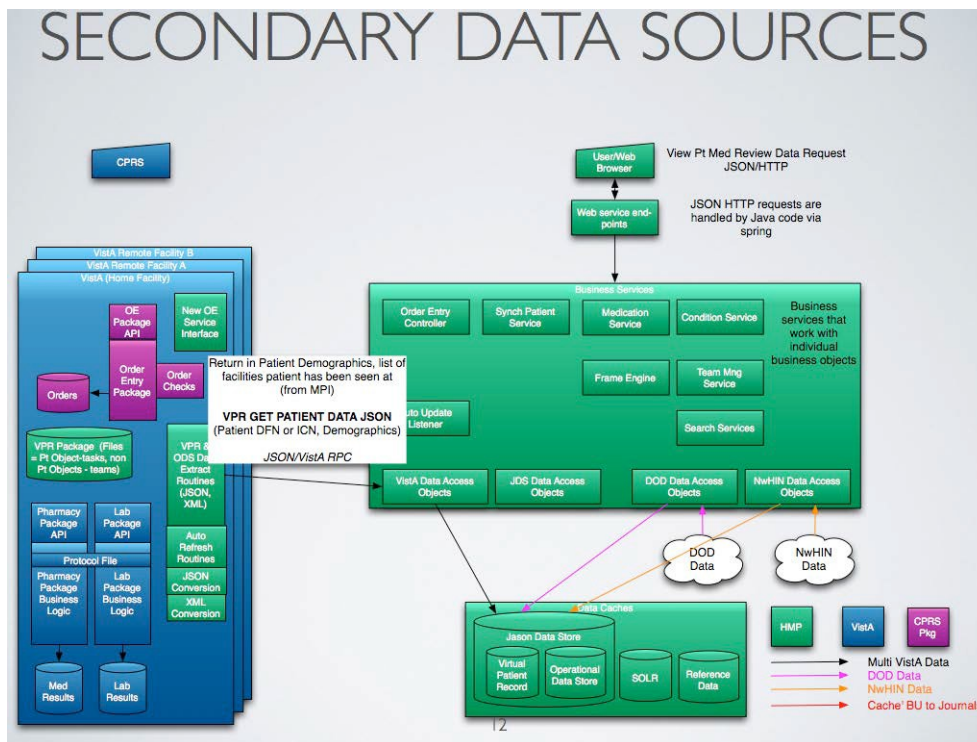 SECONDARY DATA SOURCES
CPRS
User/Web
Browser
View Pt Med Review Data Request
JSON/HTTP
Web service end-
points
JSON HTTP requests are
handled by Java code via
spring
VistA Remote Facility B
VistA Remote Facility A
VistA (Home Facility)
OE
Package
API
New OE
Service
Interface
Order
Entry
Package
Order
Checks
Orders
VPR Package (Files
= Pt Object-tasks, non
Pt Objects - teams)
VPR &
ODS Da
Extract
Routines
(JSON,
XML)
Pharmacy
Package
API
Lab
Package
API
Auto
Refresh
Routines
Protocol File
Pharmacy
Package
Business
Logic
Lab
Package
Business
Logic
JSON
Conversion
XML
Conversion
Med
Results
Lab
Results
Return in Patient Demographics, list of
facilities patient has been seen at
(from MPI)
VPR GET PATIENT DATA JSON
(Patient DFN or ICN, Demographics)
JSON/VistA RPC
Business Services
Order Entry
Controller
Synch Patient
Service
Medication
Service
Condition Service
Business
services that
work with
individual
business objects
Frame Engine
Team Mng
Service
uto Update
Listener
Search Services
VistA Data Access
Objects
JDS Data Access
Objects
DOD Data Access
Objects
NwHIN Data Access
Objects
DOD
Data
NwHIN
Data
Data Caches
Jason Data Store
Virtual
Patient
Record
Operational
Data Store
SOLR
Reference
Data
HMP
VistA
CPRS
Pkg
Multi VistA Data
DOD Data
NwHIN Data
Cache' BU to Journal
12